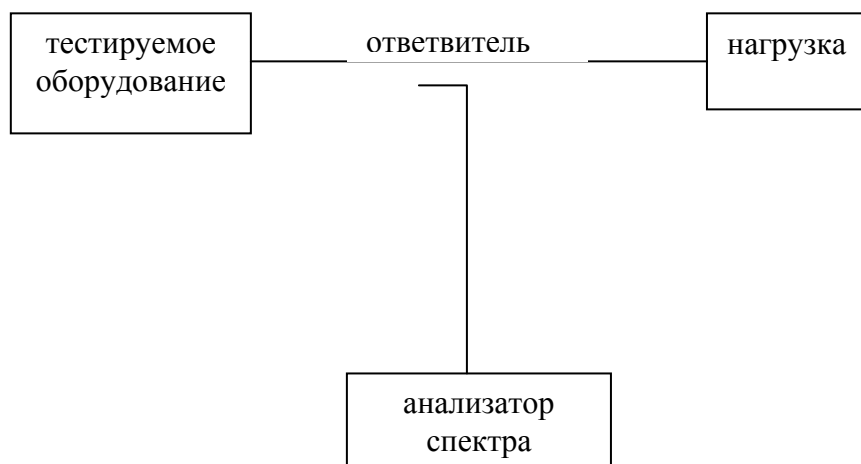 тестируемое
оборудование
ответвитель
нагрузка
анализатор
спектра